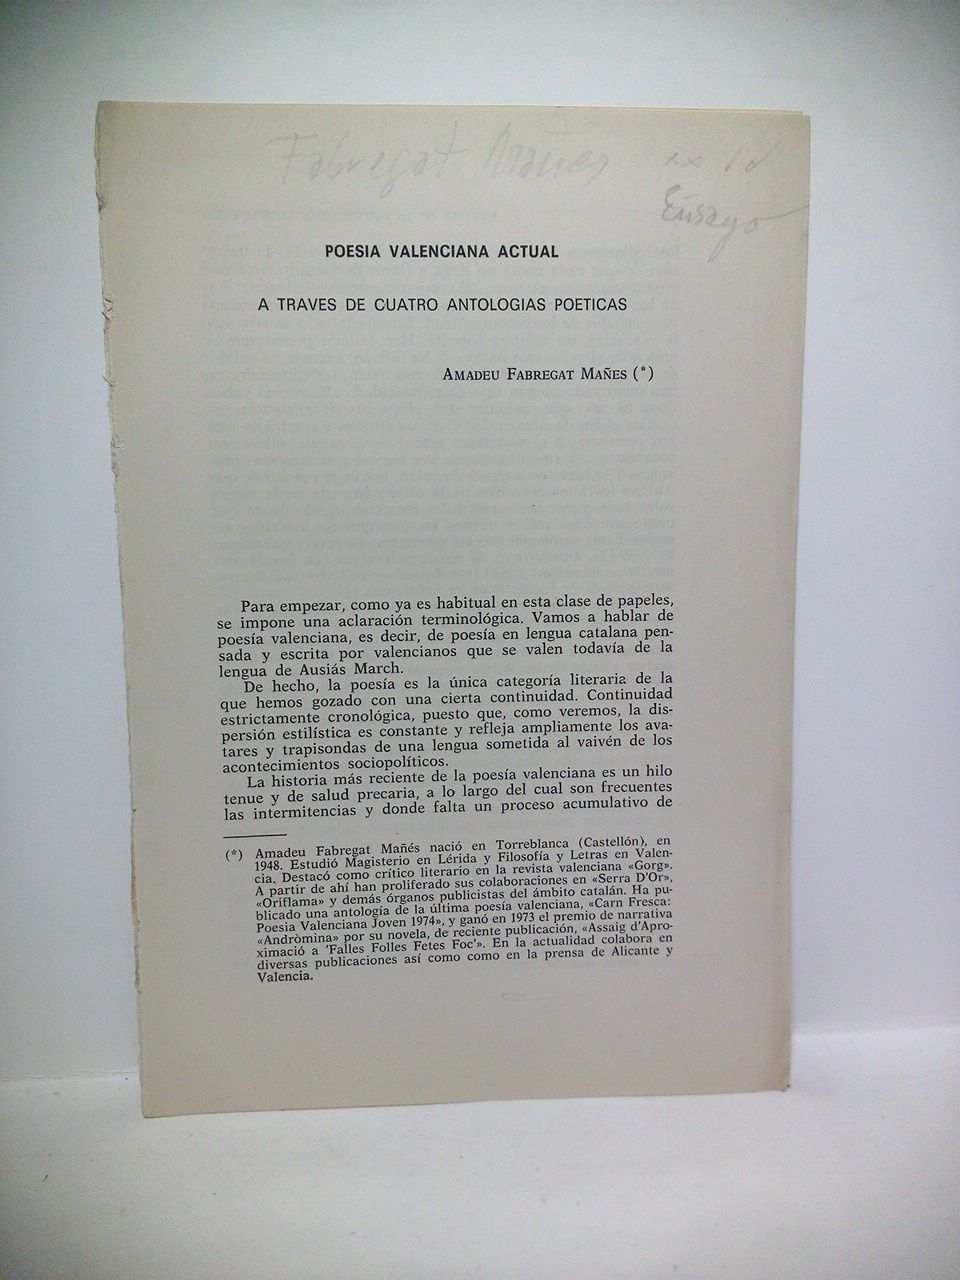 Fabregat Mañes
Ensayo
POESIA VALENCIANA ACTUAL
A TRAVES DE CUATRO ANTOLOGIAS POETICAS
AMADEU FABREGAT MAÑES (*)
Para empezar, como ya es habitual en esta clase de papeles,
se impone una aclaración terminológica. Vamos a hablar de
poesía valenciana, es decir, de poesía en lengua catalana pen-
sada y escrita por valencianos que se valen todavía de la
lengua de Ausiás March.
De hecho, la poesía es la única categoría literaria de la
que hemos gozado con una cierta continuidad. Continuidad
estrictamente cronológica, puesto que, como veremos, la dis-
persión estilística es constante y refleja ampliamente los ava-
tares y trapisondas de una lengua sometida al vaivén de los
acontecimientos sociopolíticos.
La historia más reciente de la poesía valenciana es un hilo
tenue y de salud precaria, a lo largo del cual son frecuentes
las intermitencias y donde falta un proceso acumulativo de
(*) Amadeu Fabregat Mañés nació en Torreblanca (Castellón), en
1948. Estudió Magisterio en Lérida y Filosofía y Letras en Valen-
cia. Destacó como crítico literario en la revista valenciana «Gorg».
A partir de ahí han proliferado sus colaboraciones en «Serra D'Or»,
«Oriflama» y demás órganos publicistas del ámbito catalán. Ha pu-
blicado una antología de la última poesía valenciana, «Carn Fresca:
Poesia Valenciana Joven 1974», y ganó en 1973 el premio de narrativa
«Andròmina» por su novela, de reciente publicación, «Assaig d'Apro-
ximació a 'Falles Folles Fetes Foc'». En la actualidad colabora en
diversas publicaciones así como como en la prensa de Alicante y
Valencia.